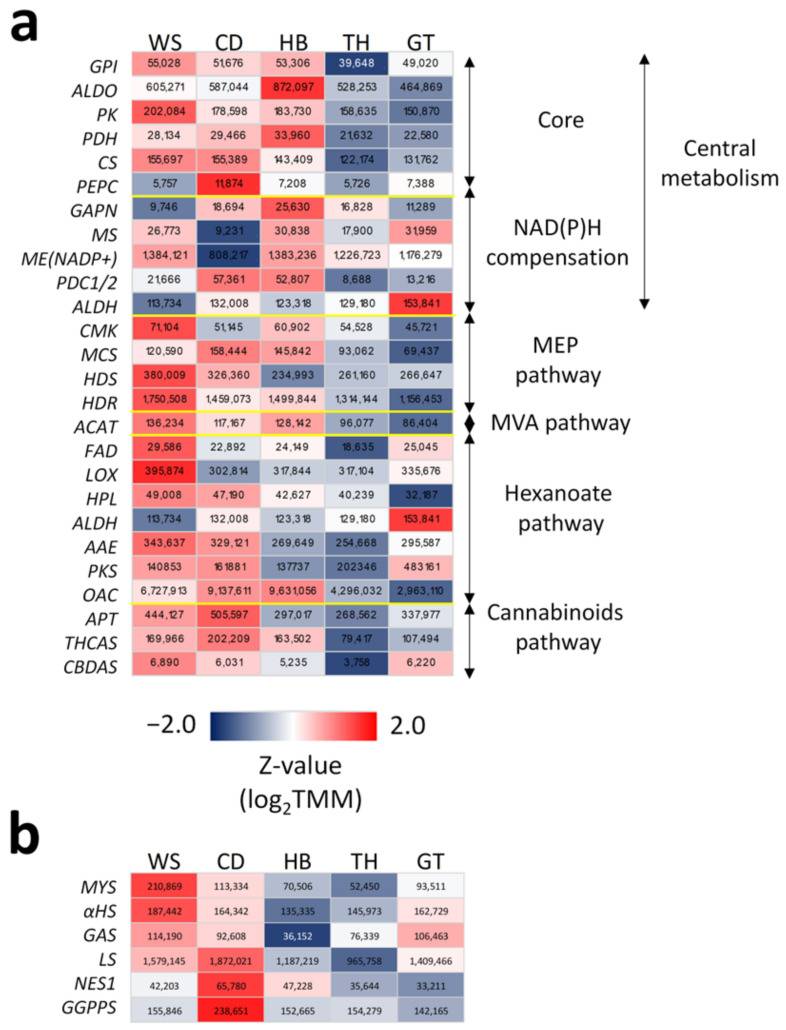 a
WS CD HB TH GT
GPI 55,028 51,676 53,306 39,648 49,020
ALDO 605,271 587,044 872,097 528,253 464,869
PK 202,084 178,598 183,730 158,635 150,870
PDH 28,134 29,466 33,960 21,632 22,580
CS 155,697 155,389 143,409 122,174 131,762
PEPC 5,757 11,874 7,208 5,726 7,388
GAPN 9,746 18,694 25,630 16,828 11,289
MS 26,773 9,231 30,838 17,900 31,959
ME(NADP+) 1,384,121 808,217 1,383,236 1,226,723 1,176,279
PDC1/2 21,666 57,361 52,807 8,688 13,216
ALDH 113,734 132,008 123,318 129,180 153,841
CMK 71,104 51,145 60,902 54,528 45,721
MCS 120,590 158,444 145,842 93,062 69,437
HDS 380,009 326,360 234,993 261,160 266,647
HDR 1,750,508 1,459,073 1,499,844 1,314,144 1,156,453
ACAT 136,234 117,167 128,142 96,077 86,404
FAD 29,586 22,892 24,149 18,635 25,045
LOX 395,874 302,814 317,844 317,104 335,676
HPL 49,008 47,190 42,627 40,239 32,187
ALDH 113,734 132,008 123,318 129,180 153,841
AAE 343,637 329,121 269,649 254,668 295,587
PKS 140853 161881 137737 202346 483161
OAC 6,727,913 9,137,611 9,631,056 4,296,032 2,963,110
APT 444,127 505,597 297,017 268,562 337,977
THCAS 169,966 202,209 163,502 79,417 107,494
CBDAS 6,890 6,031 5,235 3,758 6,220
Core
Central
metabolism
NAD(P)H
compensation
MEP
pathway
MVA pathway
Hexanoate
pathway
Cannabinoids
pathway
−2.0 2.0
Z-value
(log₂TMM)
b
WS CD HB TH GT
MYS 210,869 113,334 70,506 52,450 93,511
αHS 187,442 164,342 135,335 145,973 162,729
GAS 114,190 92,608 36,152 76,339 106,463
LS 1,579,145 1,872,021 1,187,219 965,758 1,409,466
NES1 42,203 65,780 47,228 35,644 33,211
GGPPS 155,846 238,651 152,665 154,279 142,165